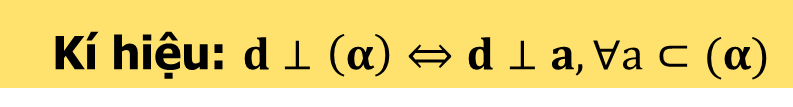 Kí hiệu: d ⊥ (α) ⇔ d ⊥ a, ∀a ⊂ (α)